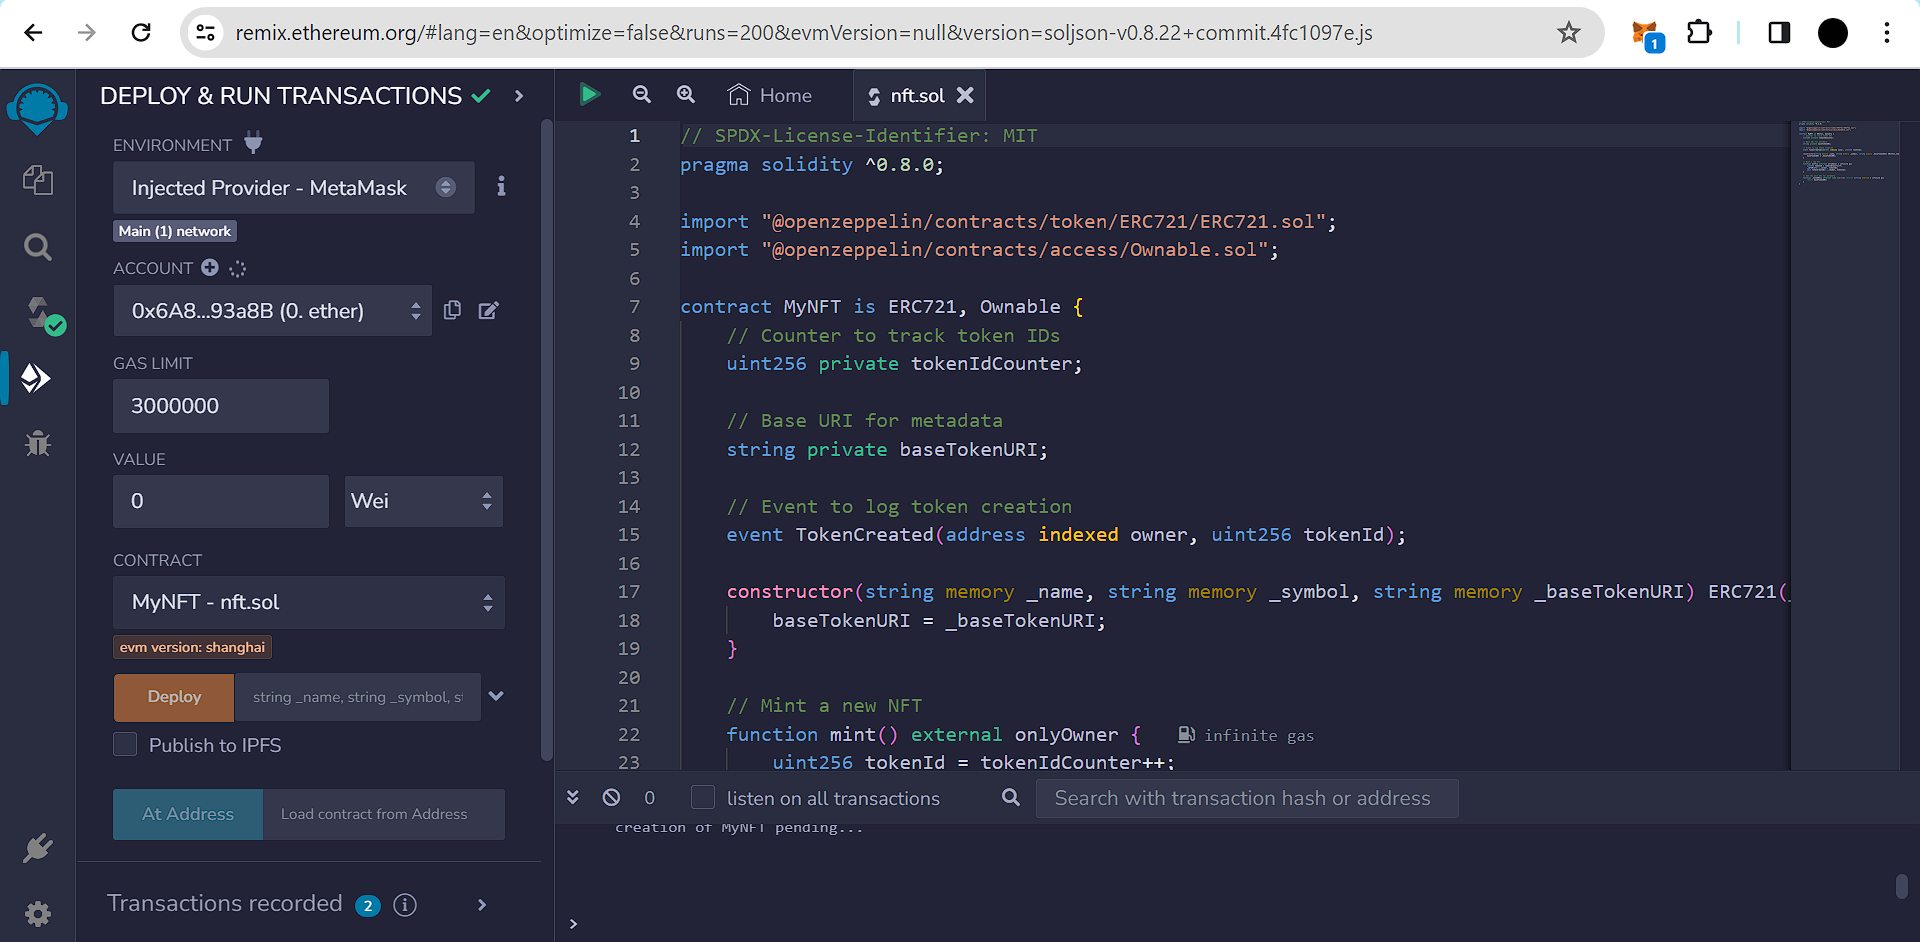 remix.ethereum.org/#lang=en&optimize=false&runs=200&evmVersion=null&version=soljson-v0.8.22+commit.4fc1097e.js
1
DEPLOY & RUN TRANSACTIONS
ENVIRONMENT
Injected Provider - MetaMask
Main (1) network
ACCOUNT
0x6A8...93a8B (0. ether)
GAS LIMIT
3000000
VALUE
0
Wei
CONTRACT
MyNFT - nft.sol
evm version: shanghai
Deploy
string _name, string _symbol, st
Publish to IPFS
At Address
Load contract from Address
Transactions recorded 2
Home
nft.sol
1 // SPDX-License-Identifier: MIT
2 pragma solidity ^0.8.0;
3
4 import "@openzeppelin/contracts/token/ERC721/ERC721.sol";
5 import "@openzeppelin/contracts/access/Ownable.sol";
6
7 contract MyNFT is ERC721, Ownable {
8 // Counter to track token IDs
9 uint256 private tokenIdCounter;
10
11 // Base URI for metadata
12 string private baseTokenURI;
13
14 // Event to log token creation
15 event TokenCreated(address indexed owner, uint256 tokenId);
16
17 constructor(string memory _name, string memory _symbol, string memory _baseTokenURI) ERC721(_
18 baseTokenURI = _baseTokenURI;
19 }
20
21 // Mint a new NFT
22 function mint() external onlyOwner { infinite gas
23 uint256 tokenId = tokenIdCounter++;
0
listen on all transactions
Search with transaction hash or address
creation of MyNFT pending...
>